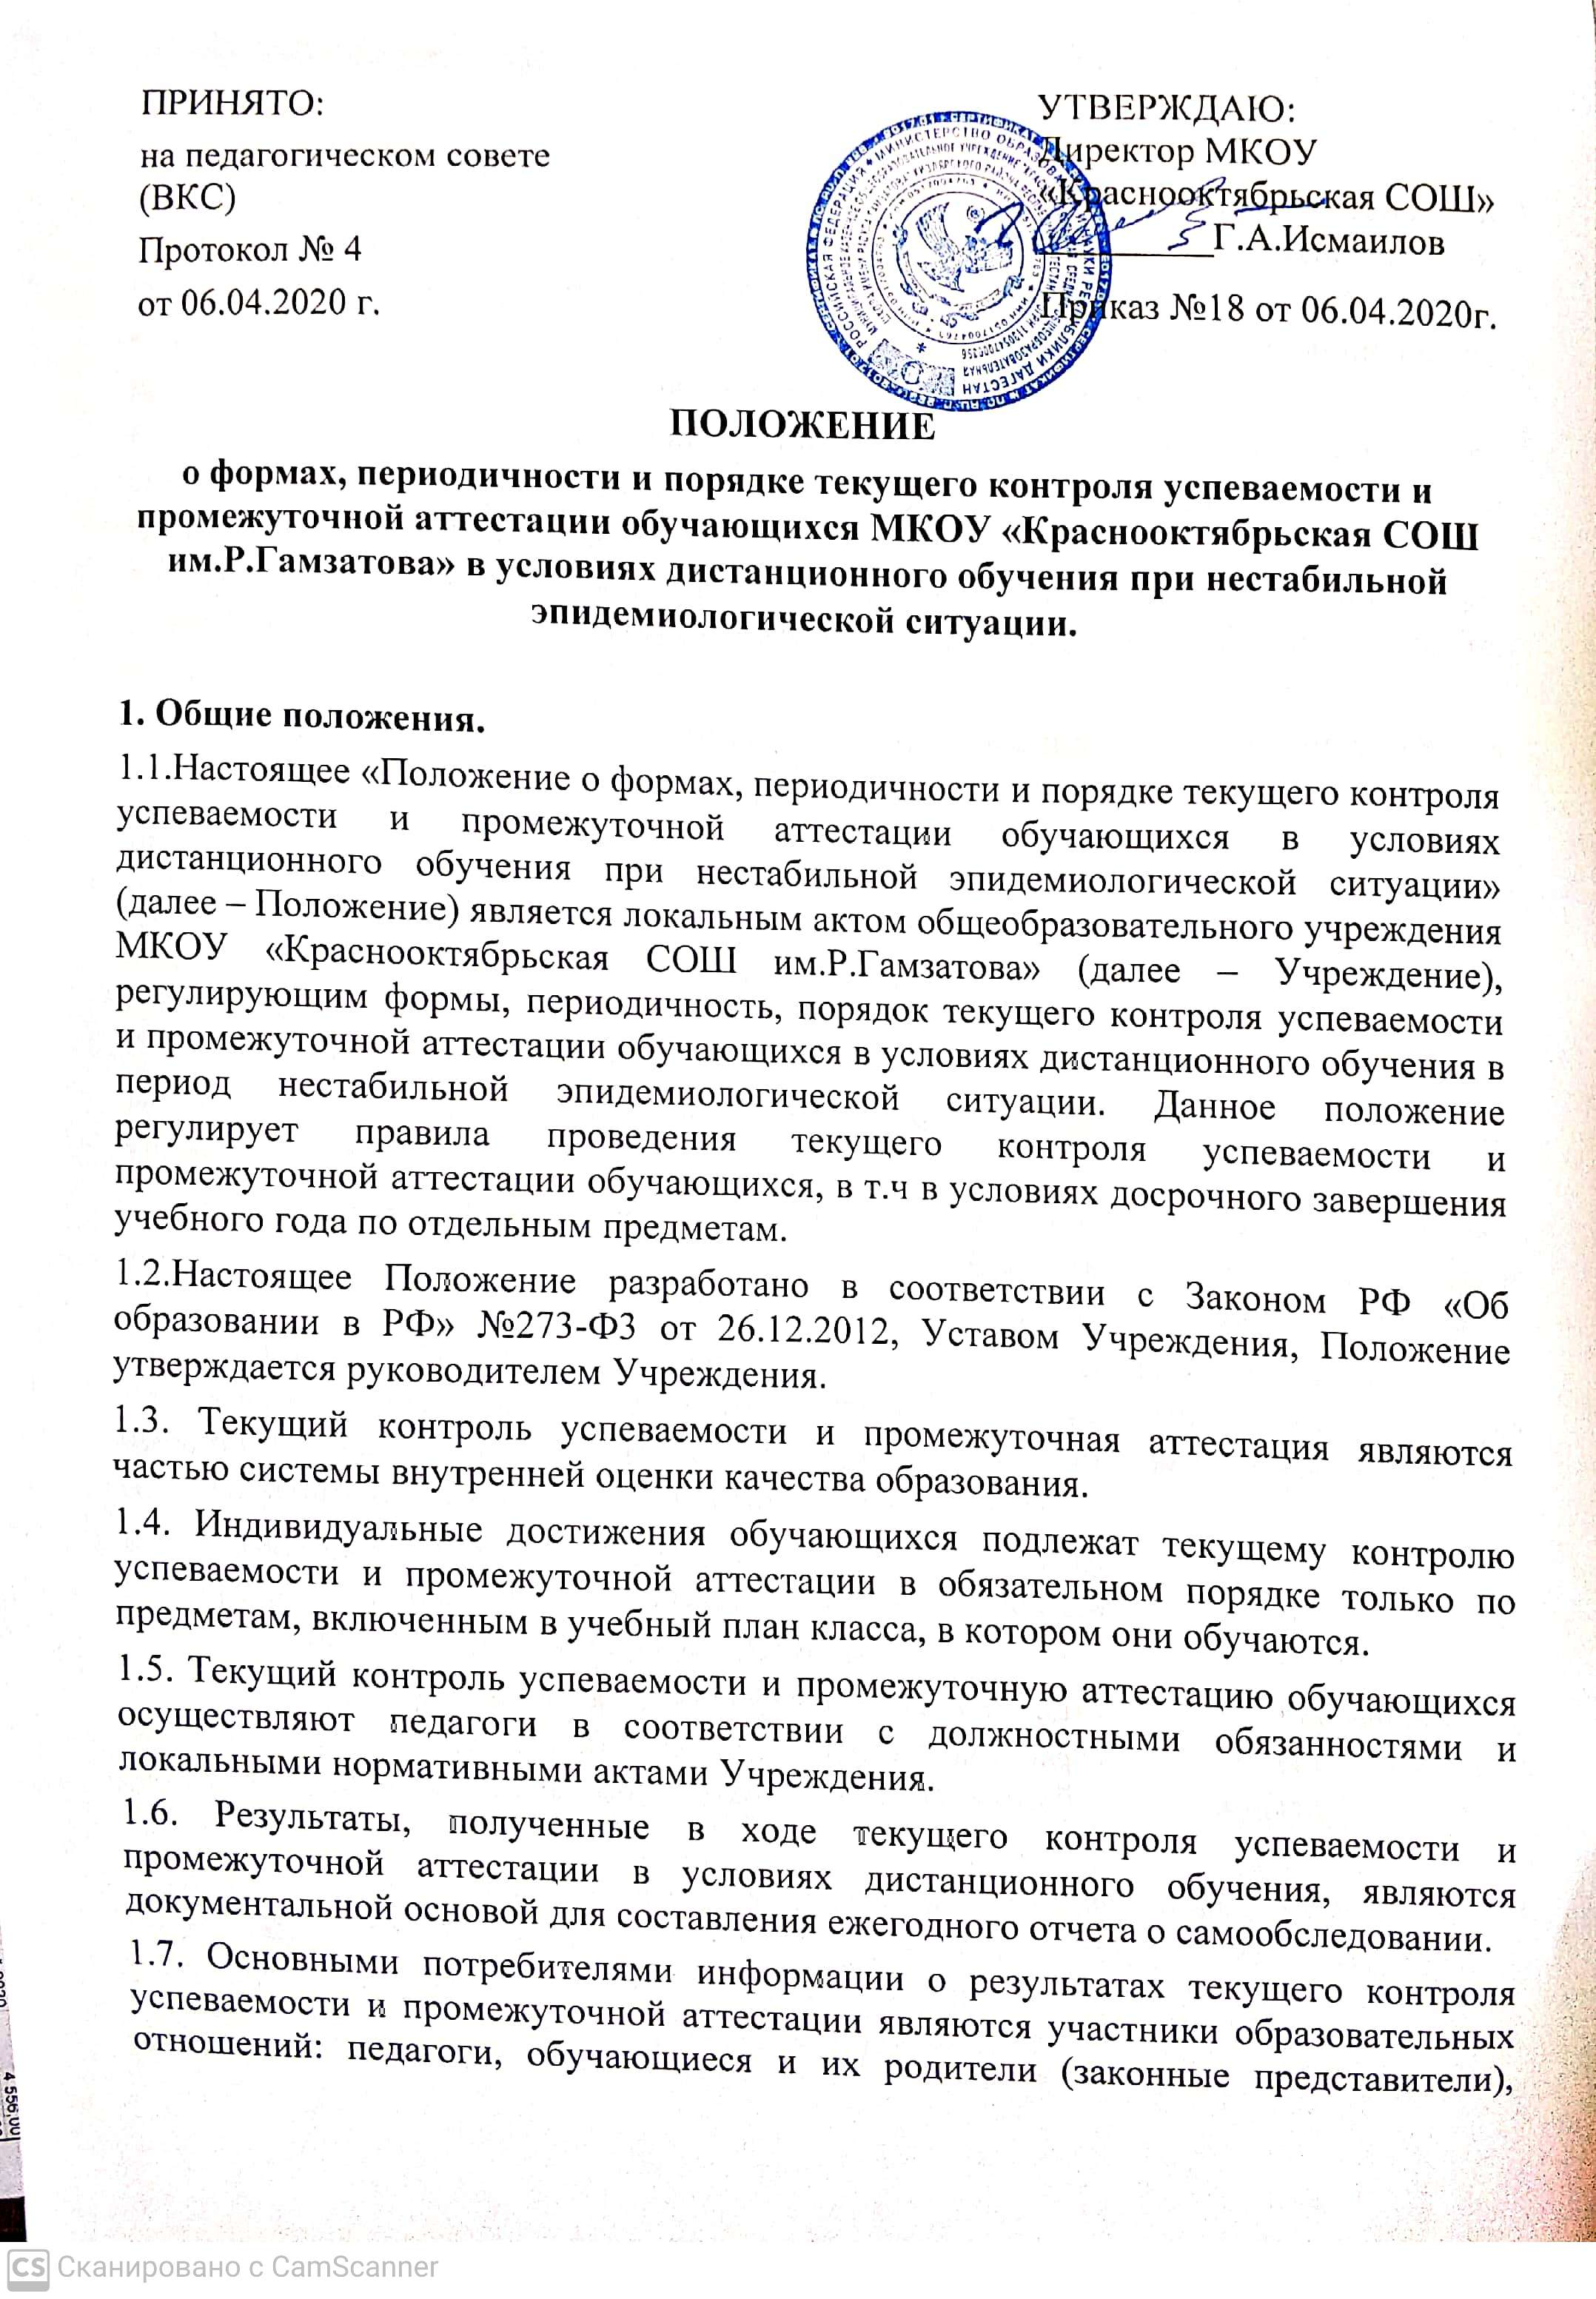 ПРИНЯТО:
на педагогическом совете
(ВКС)
Протокол № 4
от 06.04.2020 г.
УТВЕРЖДАЮ:
Директор МКОУ
«Краснооктябрьская СОШ»
Г.А.Исмаилов
Приказ №18 от 06.04.2020г.
ПОЛОЖЕНИЕ
о формах, периодичности и порядке текущего контроля успеваемости и
промежуточной аттестации обучающихся МКОУ «Краснооктябрьская СОШ
им.Р.Гамзатова» в условиях дистанционного обучения при нестабильной
эпидемиологической ситуации.
1. Общие положения.
1.1.Настоящее «Положение о формах, периодичности и порядке текущего контроля
успеваемости и промежуточной аттестации обучающихся в условиях
дистанционного обучения при нестабильной эпидемиологической ситуации»
(далее – Положение) является локальным актом общеобразовательного учреждения
МКОУ «Краснооктябрьская СОШ им.Р.Гамзатова» (далее – Учреждение),
регулирующим формы, периодичность, порядок текущего контроля успеваемости
и промежуточной аттестации обучающихся в условиях дистанционного обучения в
период нестабильной эпидемиологической ситуации. Данное положение
регулирует правила проведения текущего контроля успеваемости и
промежуточной аттестации обучающихся, в т.ч в условиях досрочного завершения
учебного года по отдельным предметам.
1.2.Настоящее Положение разработано в соответствии с Законом РФ «Об
образовании в РФ» №273-ФЗ от 26.12.2012, Уставом Учреждения, Положение
утверждается руководителем Учреждения.
1.3. Текущий контроль успеваемости и промежуточная аттестация являются
частью системы внутренней оценки качества образования.
1.4. Индивидуальные достижения обучающихся подлежат текущему контролю
успеваемости и промежуточной аттестации в обязательном порядке только по
предметам, включенным в учебный план класса, в котором они обучаются.
1.5. Текущий контроль успеваемости и промежуточную аттестацию обучающихся
осуществляют педагоги в соответствии с должностными обязанностями и
локальными нормативными актами Учреждения.
1.6. Результаты, полученные в ходе текущего контроля успеваемости и
промежуточной аттестации в условиях дистанционного обучения, являются
документальной основой для составления ежегодного отчета о самообследовании.
1.7. Основными потребителями информации о результатах текущего контроля
успеваемости и промежуточной аттестации являются участники образовательных
отношений: педагоги, обучающиеся и их родители (законные представители),
4 556,00
CS Сканировано с CamScanner